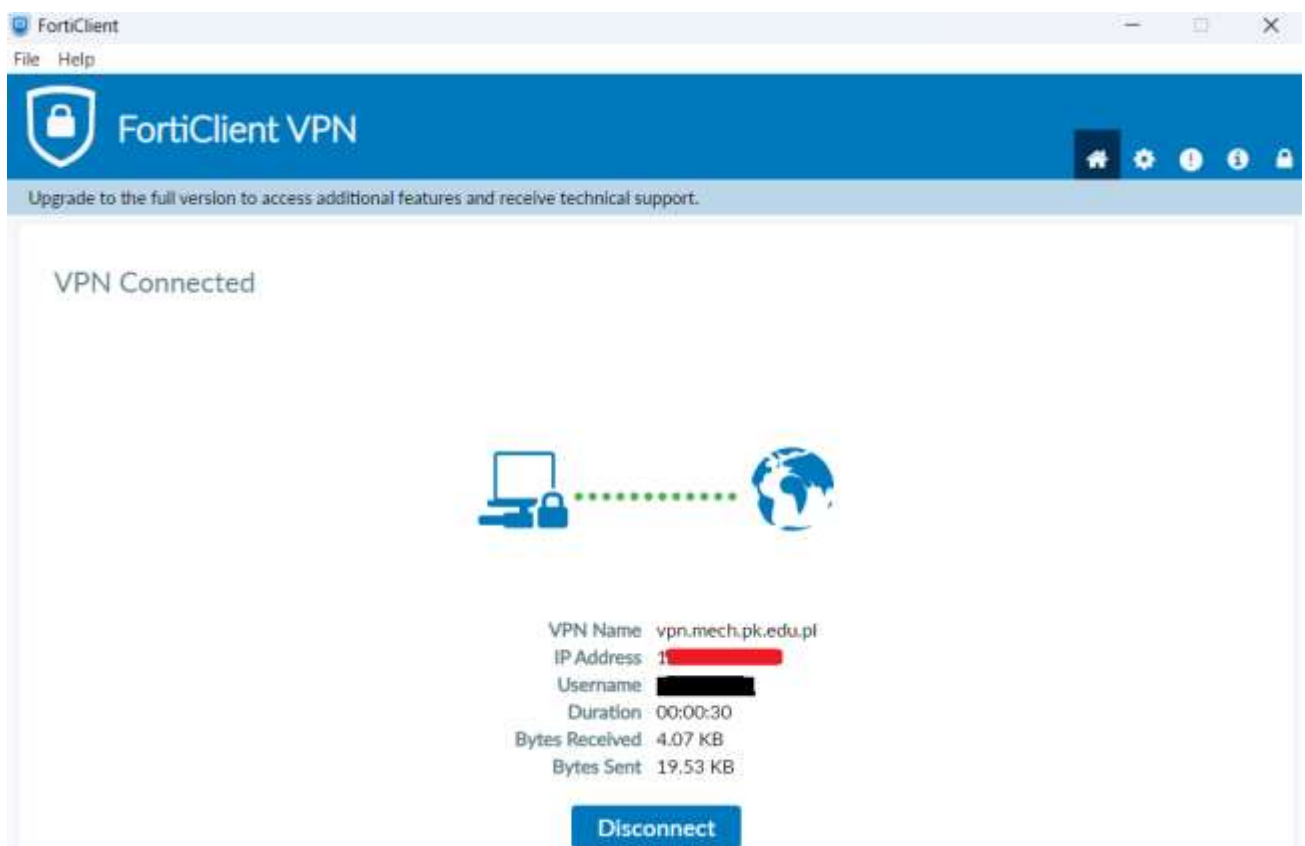 FortiClient
File Help
FortiClient VPN
Upgrade to the full version to access additional features and receive technical support.
VPN Connected
VPN Name vpn.mech.pk.edu.pl
IP Address 1
Username
Duration 00:00:30
Bytes Received 4.07 KB
Bytes Sent 19.53 KB
Disconnect